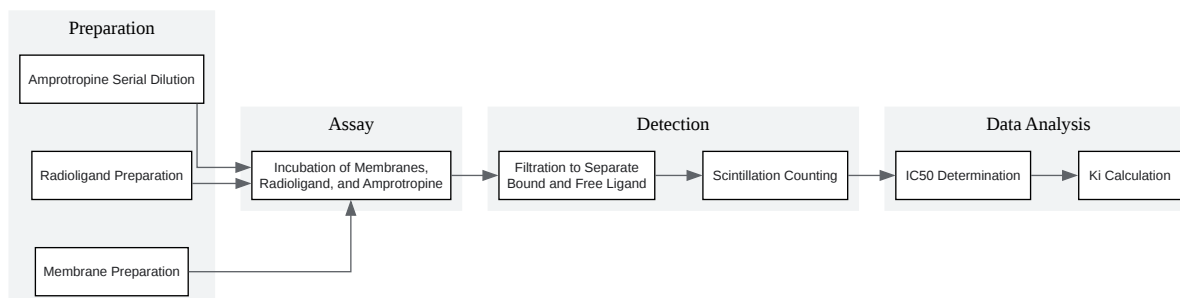 Preparation
Amprotropine Serial Dilution
Radioligand Preparation
Membrane Preparation
Assay
Incubation of Membranes,
Radioligand, and Amprotropine
Detection
Filtration to Separate
Bound and Free Ligand
Scintillation Counting
Data Analysis
IC50 Determination
Ki Calculation